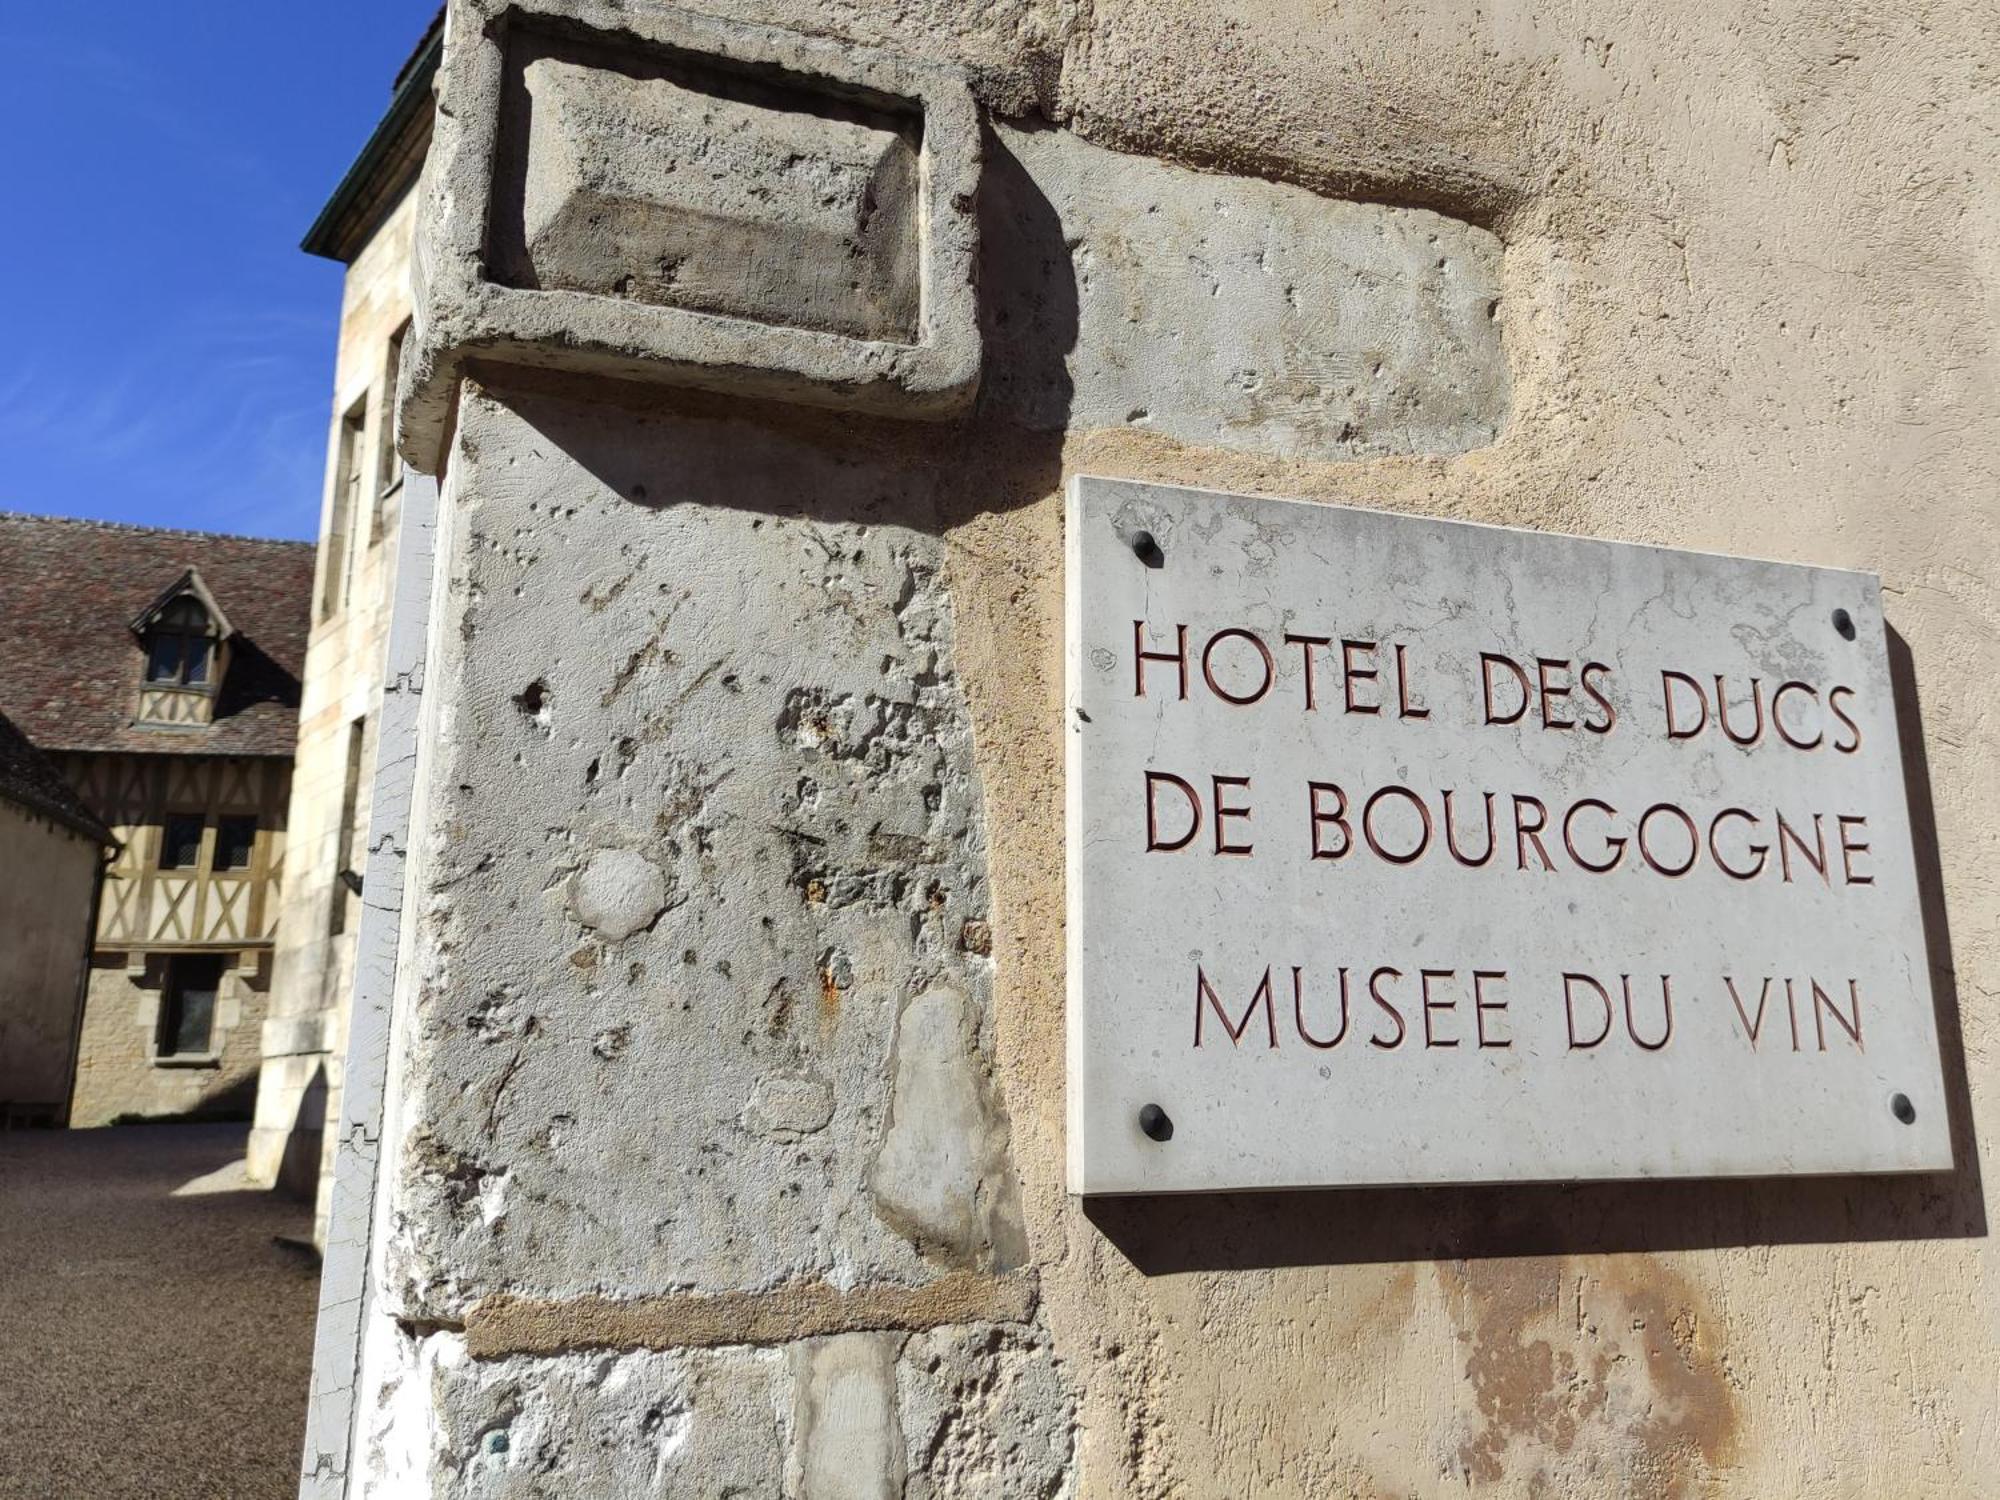 HOTEL DES DUCS
DE BOURGOGNE
MUSEE DU VIN